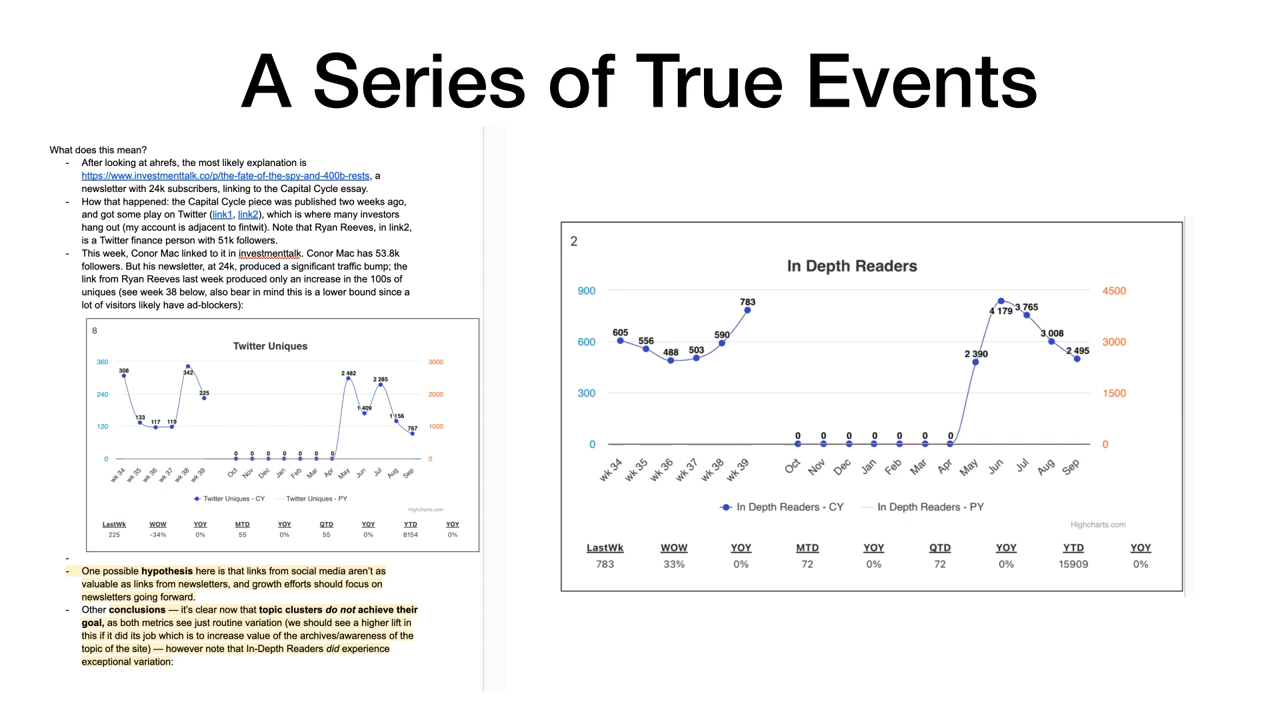 A Series of True Events
What does this mean?
- After looking at ahrefs, the most likely explanation is
https://www.investmenttalk.co/p/the-fate-of-the-spy-and-400b-rests, a
newsletter with 24k subscribers, linking to the Capital Cycle essay.
- How that happened: the Capital Cycle piece was published two weeks ago,
and got some play on Twitter (link1, link2), which is where many investors
hang out (my account is adjacent to fintwit). Note that Ryan Reeves, in link2,
is a Twitter finance person with 51k followers.
- This week, Conor Mac linked to it in investmenttalk. Conor Mac has 53.8k
followers. But his newsletter, at 24k, produced a significant traffic bump; the
link from Ryan Reeves last week produced only an increase in the 100s of
uniques (see week 38 below, also bear in mind this is a lower bound since a
lot of visitors likely have ad-blockers):
8
Twitter Uniques
360 3000
240 2000
120 1000
0 0
308 133 117 119 342 225 0 0 0 0 0 0 0 2 482 1 409 2 285 1 156 767
wk 34 wk 35 wk 36 wk 37 wk 38 wk 39 Oct Nov Dec Jan Feb Mar Apr May Jun Jul Aug Sep
Twitter Uniques - CY Twitter Uniques - PY
Highcharts.com
LastWk WOW YOY MTD YOY QTD YOY YTD YOY
225 -34% 0% 55 0% 55 0% 8154 0%
-
- One possible hypothesis here is that links from social media aren't as
valuable as links from newsletters, and growth efforts should focus on
newsletters going forward.
- Other conclusions — it's clear now that topic clusters do not achieve their
goal, as both metrics see just routine variation (we should see a higher lift in
this if it did its job which is to increase value of the archives/awareness of the
topic of the site) — however note that In-Depth Readers did experience
exceptional variation:
2
In Depth Readers
900 4500
600 3000
300 1500
0 0
605 556 488 503 590 783 0 0 0 0 0 0 0 2 390 4 179 3 765 3 008 2 495
wk 34 wk 35 wk 36 wk 37 wk 38 wk 39 Oct Nov Dec Jan Feb Mar Apr May Jun Jul Aug Sep
In Depth Readers - CY In Depth Readers - PY
Highcharts.com
LastWk WOW YOY MTD YOY QTD YOY YTD YOY
783 33% 0% 72 0% 72 0% 15909 0%